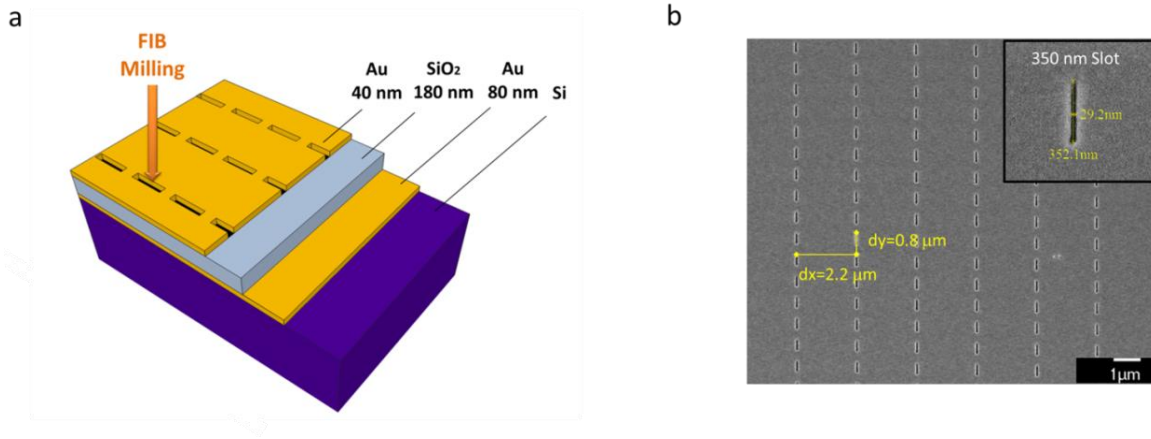 a
FIB
Milling
Au SiO₂ Au
40 nm 180 nm 80 nm Si
b
350 nm Slot
29.2nm
352.1nm
dy=0.8 μm
dx=2.2 μm
1μm